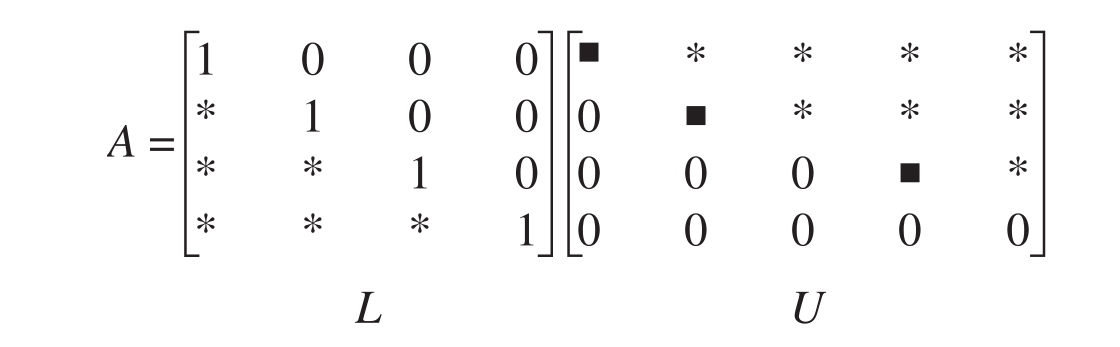 A = [1 0 0 0] [■ * * * *]
[* 1 0 0] [0 ■ * * *]
[* * 1 0] [0 0 0 ■ *]
[* * * 1] [0 0 0 0 0]
L U